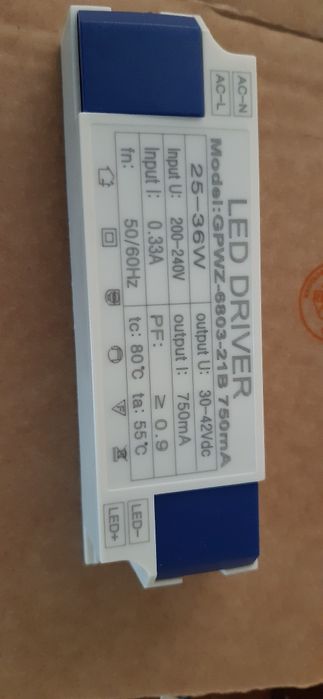 AC-N
AC-L
LED DRIVER
Model:GPWZ-6803-21B 750mA
25-36W
output U: 30-42Vdc
Input U: 200-240V
output I: 750mA
Input I: 0.33A
PF: ≥ 0.9
fn: 50/60Hz
tc: 80℃ ta: 55℃
LED-
LED+